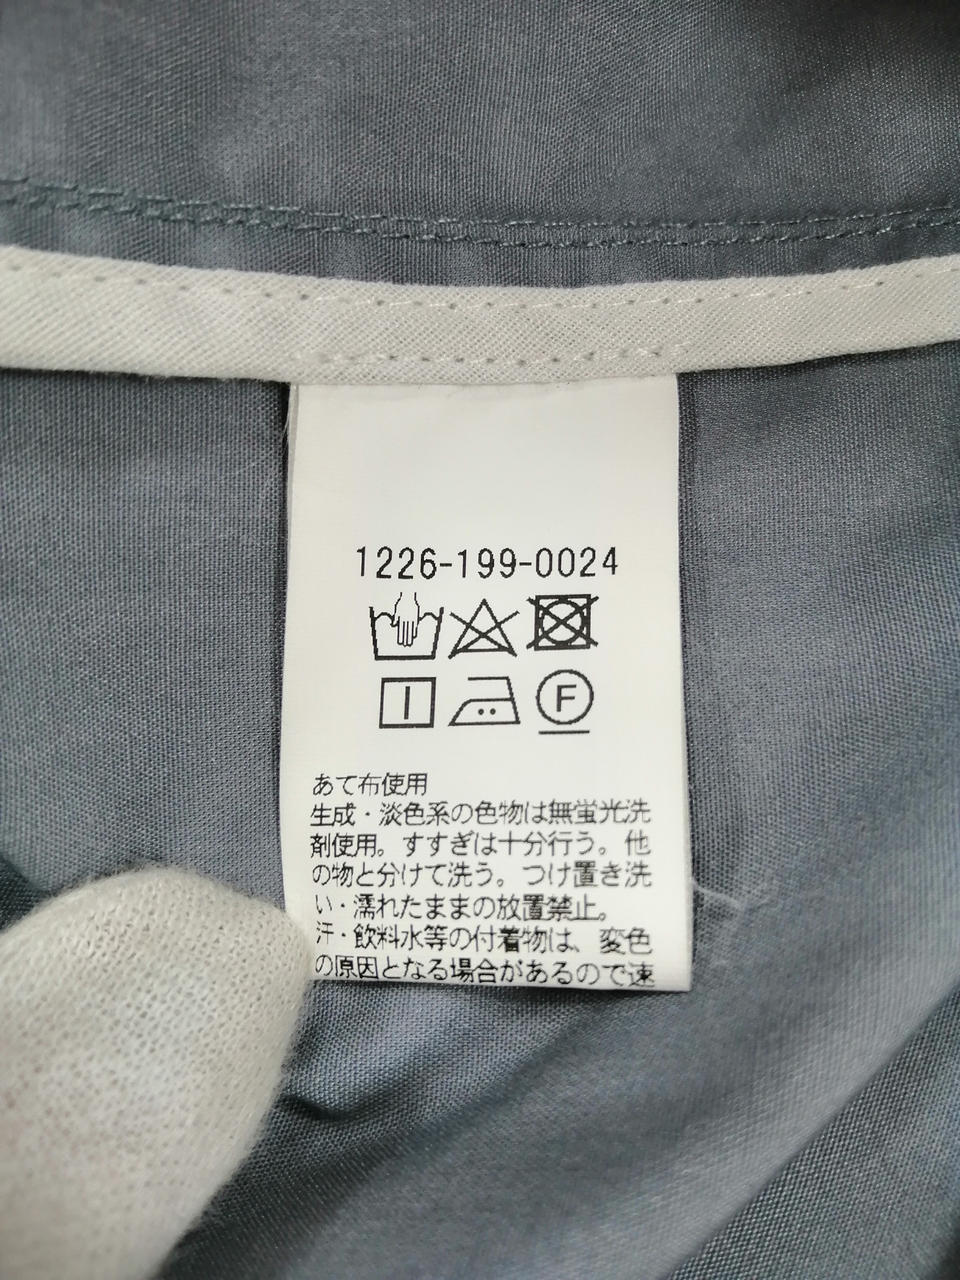 1226-199-0024
F
あて布使用
生成・淡色系の色物は無蛍光洗
剤使用。すすぎは十分行う。他
の物と分けて洗う。つけ置き洗
い・濡れたままの放置禁止。
汗・飲料水等の付着物は、変色
の原因となる場合があるので速